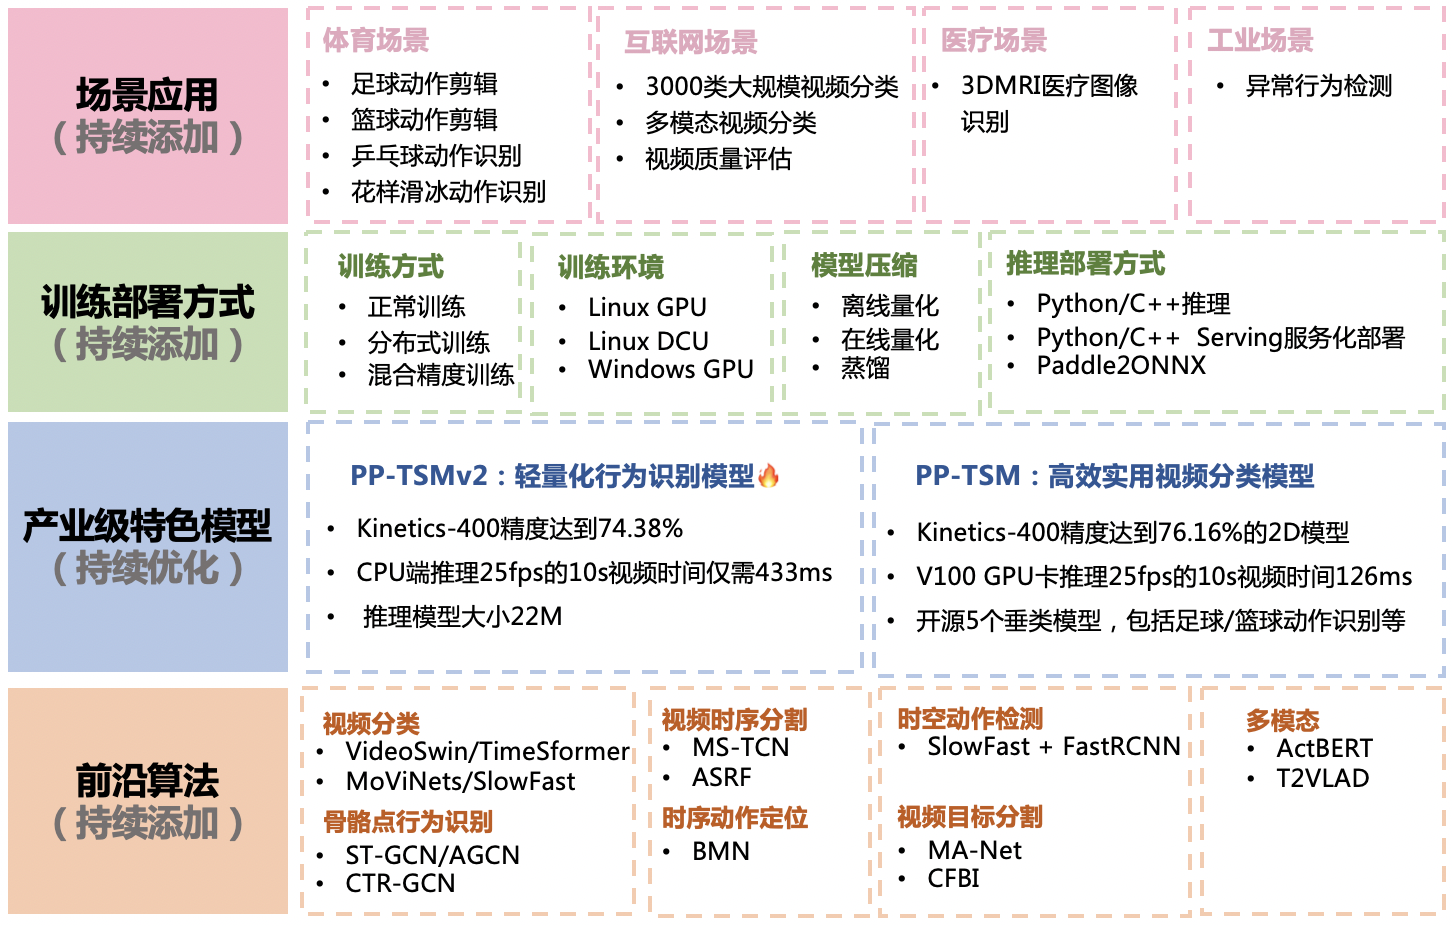 场景应用
（持续添加）
体育场景
• 足球动作剪辑
• 篮球动作剪辑
• 乒乓球动作识别
• 花样滑冰动作识别
互联网场景
• 3000类大规模视频分类
• 多模态视频分类
• 视频质量评估
医疗场景
• 3DMRI医疗图像
识别
工业场景
• 异常行为检测
训练部署方式
（持续添加）
训练方式
• 正常训练
• 分布式训练
• 混合精度训练
训练环境
• Linux GPU
• Linux DCU
• Windows GPU
模型压缩
• 离线量化
• 在线量化
• 蒸馏
推理部署方式
• Python/C++推理
• Python/C++ Serving服务化部署
• Paddle2ONNX
产业级特色模型
（持续优化）
PP-TSMv2：轻量化行为识别模型🔥
• Kinetics-400精度达到74.38%
• CPU端推理25fps的10s视频时间仅需433ms
• 推理模型大小22M
PP-TSM：高效实用视频分类模型
• Kinetics-400精度达到76.16%的2D模型
• V100 GPU卡推理25fps的10s视频时间126ms
• 开源5个垂类模型，包括足球/篮球动作识别等
前沿算法
（持续添加）
视频分类
• VideoSwin/TimeSformer
• MoViNets/SlowFast
骨骼点行为识别
• ST-GCN/AGCN
• CTR-GCN
视频时序分割
• MS-TCN
• ASRF
时序动作定位
• BMN
时空动作检测
• SlowFast + FastRCNN
视频目标分割
• MA-Net
• CFBI
多模态
• ActBERT
• T2VLAD